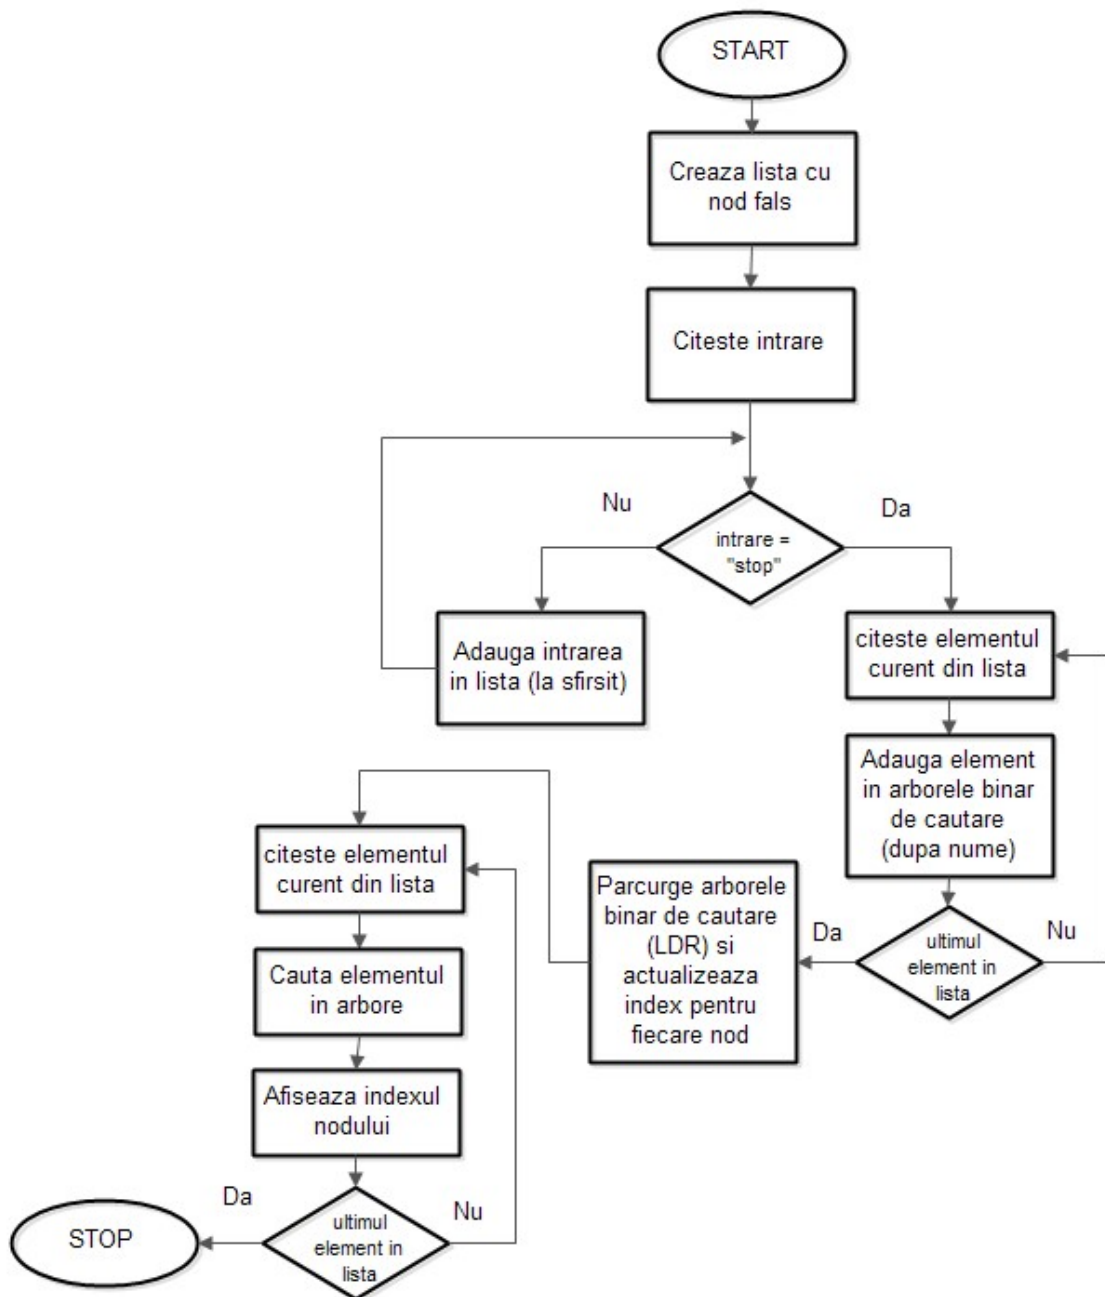 START
Creaza lista cu
nod fals
Citeste intrare
Nu
Da
intrare =
"stop"
Adauga intrarea
in lista (la sfirsit)
citeste elementul
curent din lista
Adauga element
in arborele binar
de cautare
(dupa nume)
ultimul
element in
lista
Da
Nu
Parcurge arborele
binar de cautare
(LDR) si
actualizeaza
index pentru
fiecare nod
citeste elementul
curent din lista
Cauta elementul
in arbore
Afiseaza indexul
nodului
ultimul
element in
lista
Da
Nu
STOP